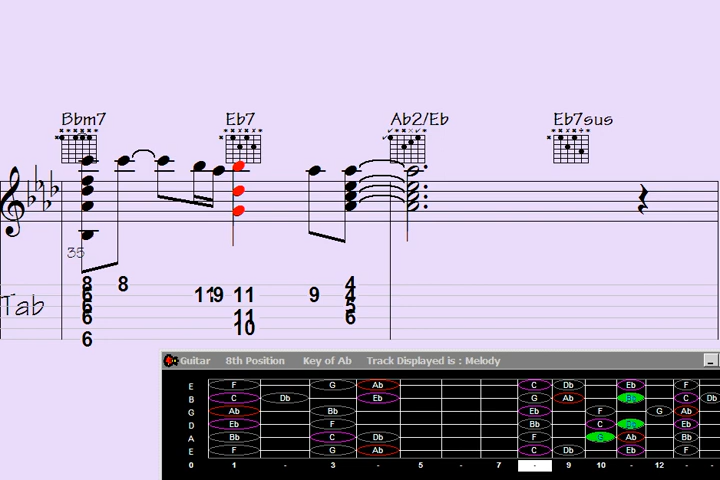 Bbm7 Eb7 Ab2/Eb Eb7sus
35
8 8 4
6 11 9 11 9 4
6 5
6 11 6
10
6
Tab
Guitar 8th Position Key of Ab Track Displayed is : Melody
E F G Ab C Db Eb F
B C Db Eb G Ab Bb C Db
G Ab Bb Eb F G Ab
D Eb F C Eb
A Bb C Db F G Ab Bb
E F G Ab C Db Eb F
0 1 - 3 - 5 - 7 - 9 10 - 12 - -